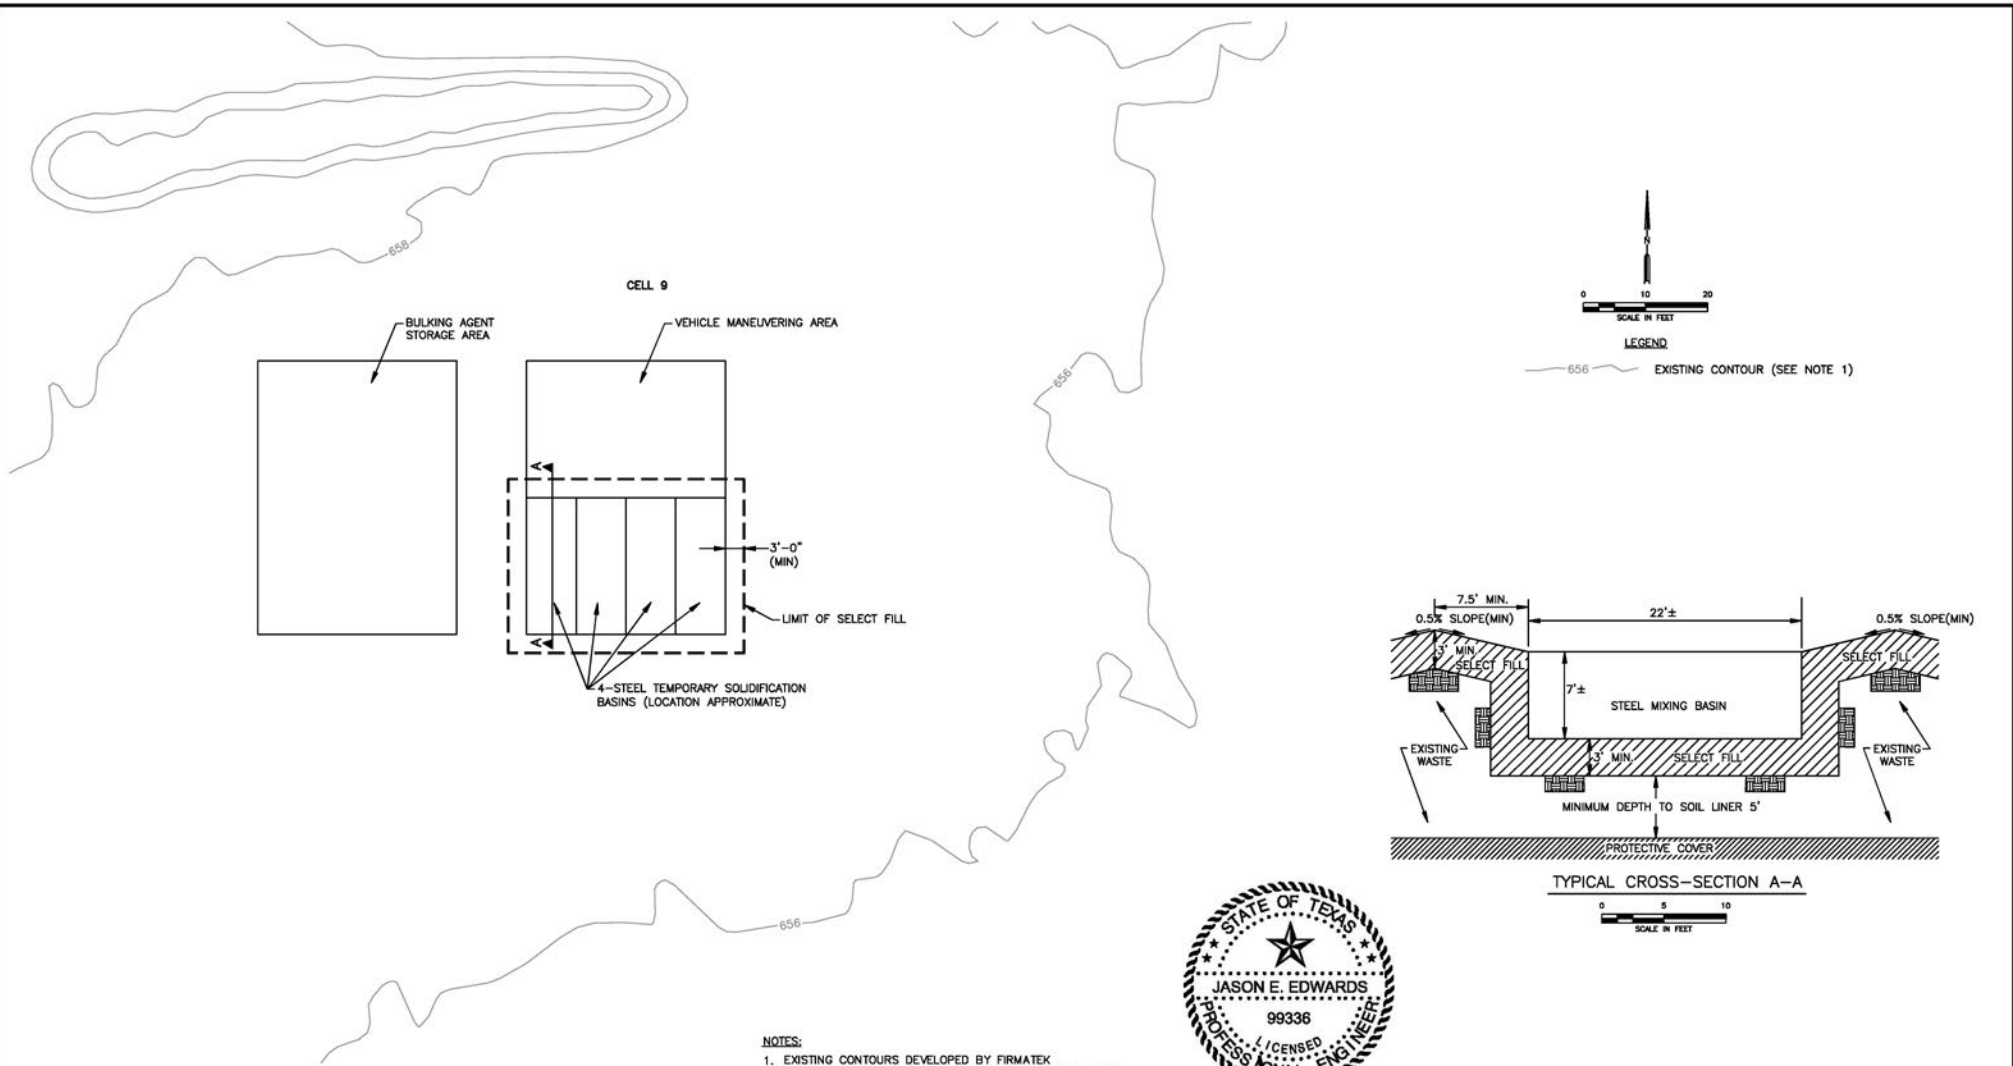 658
CELL 9
BULKING AGENT
STORAGE AREA
VEHICLE MANEUVERING AREA
A
A
3'-0"
(MIN)
LIMIT OF SELECT FILL
4-STEEL TEMPORARY SOLIDIFICATION
BASINS (LOCATION APPROXIMATE)
656
656
N
0 10 20
SCALE IN FEET
LEGEND
656 EXISTING CONTOUR (SEE NOTE 1)
7.5' MIN.
0.5% SLOPE(MIN)
22'±
0.5% SLOPE(MIN)
3' MIN.
SELECT FILL
SELECT FILL
7'±
STEEL MIXING BASIN
EXISTING
WASTE
3' MIN.
SELECT FILL
EXISTING
WASTE
MINIMUM DEPTH TO SOIL LINER 5'
PROTECTIVE COVER
TYPICAL CROSS-SECTION A-A
0 5 10
SCALE IN FEET
STATE OF TEXAS
JASON E. EDWARDS
99336
LICENSED
PROFESSIONAL ENGINEER
NOTES:
1. EXISTING CONTOURS DEVELOPED BY FIRMATEK